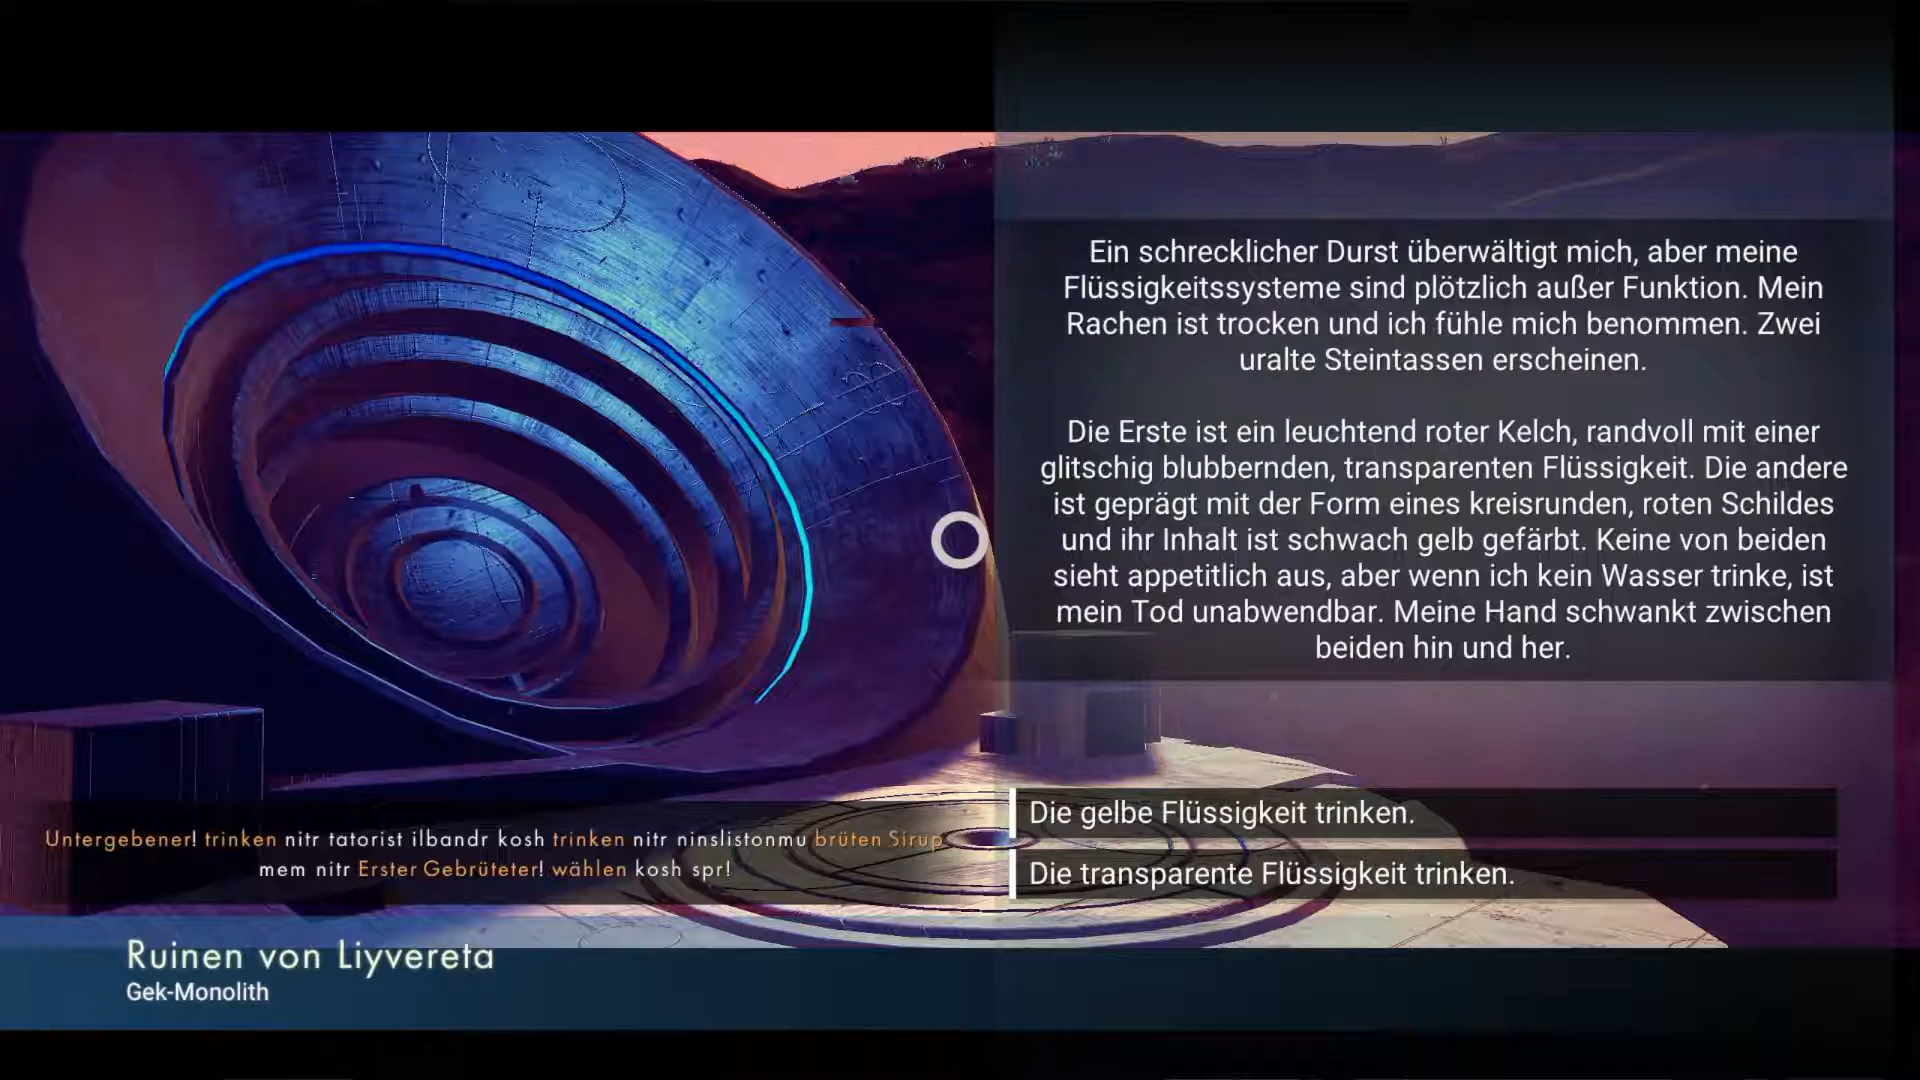 Ein schrecklicher Durst überwältigt mich, aber meine
Flüssigkeitssysteme sind plötzlich außer Funktion. Mein
Rachen ist trocken und ich fühle mich benommen. Zwei
uralte Steintassen erscheinen.
Die Erste ist ein leuchtend roter Kelch, randvoll mit einer
glitschig blubbernden, transparenten Flüssigkeit. Die andere
ist geprägt mit der Form eines kreisrunden, roten Schildes
und ihr Inhalt ist schwach gelb gefärbt. Keine von beiden
sieht appetitlich aus, aber wenn ich kein Wasser trinke, ist
mein Tod unabwendbar. Meine Hand schwankt zwischen
beiden hin und her.
Die gelbe Flüssigkeit trinken.
Die transparente Flüssigkeit trinken.
Untergebener! trinken nitr tatorist ilbandr kosh trinken nitr ninslistonmu brüten Sirup
mem nitr Erster Gebrüteter! wählen kosh spr!
Ruinen von Liyvereta
Gek-Monolith